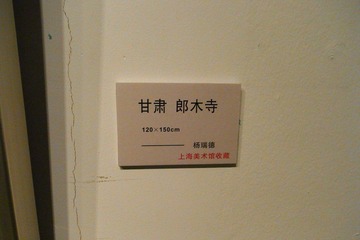 甘肃 郎木寺
120×150cm
杨瑞德
上海美术馆收藏